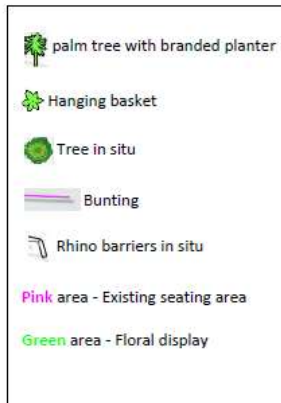 palm tree with branded planter
Hanging basket
Tree in situ
Bunting
Rhino barriers in situ
Pink area - Existing seating area
Green area - Floral display